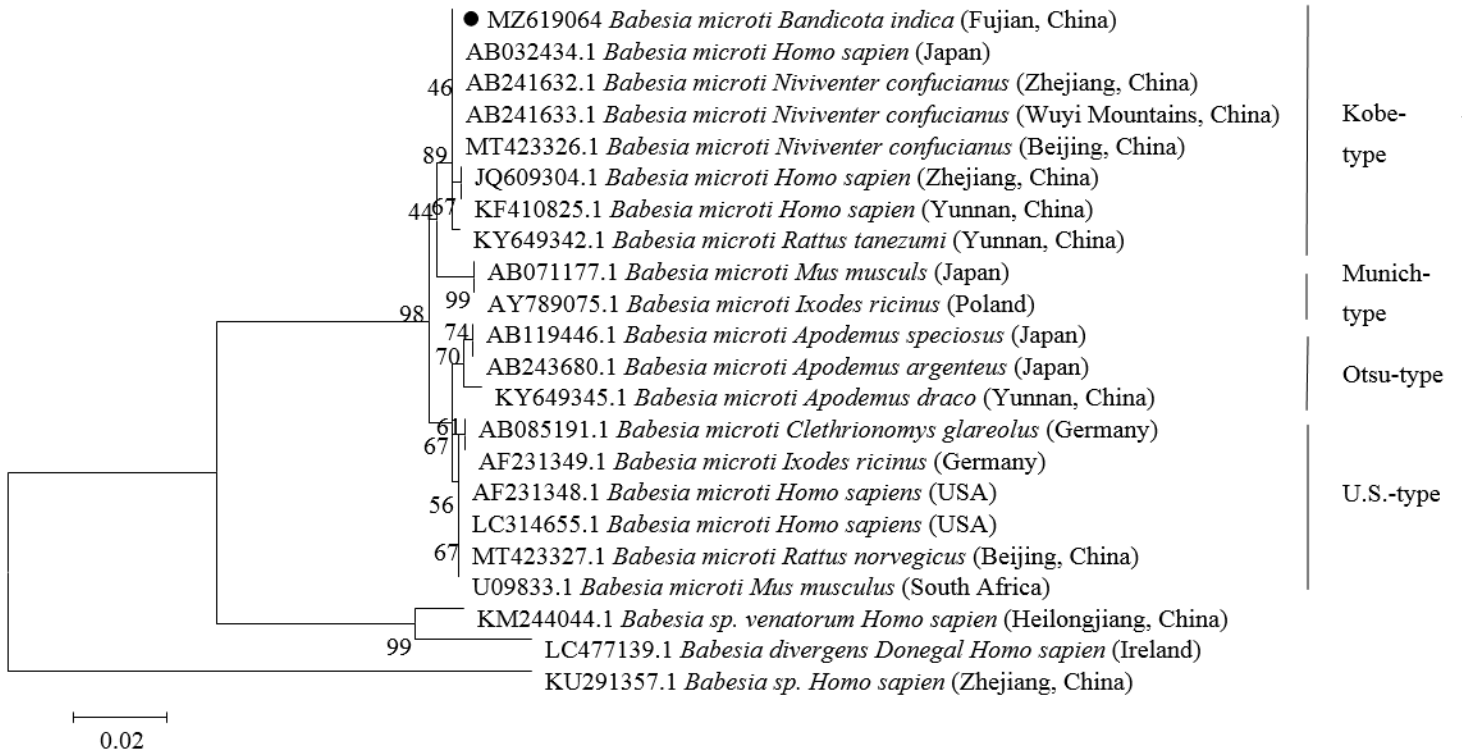 MZ619064 Babesia microti Bandicota indica (Fujian, China)
AB032434.1 Babesia microti Homo sapien (Japan)
AB241632.1 Babesia microti Niviventer confucianus (Zhejiang, China)
46
AB241633.1 Babesia microti Niviventer confucianus (Wuyi Mountains, China)
Kobe-
type
MT423326.1 Babesia microti Niviventer confucianus (Beijing, China)
89
JQ609304.1 Babesia microti Homo sapien (Zhejiang, China)
44
67
KF410825.1 Babesia microti Homo sapien (Yunnan, China)
KY649342.1 Babesia microti Rattus tanezumi (Yunnan, China)
AB071177.1 Babesia microti Mus musculs (Japan)
Munich-
type
99
AY789075.1 Babesia microti Ixodes ricinus (Poland)
98
74
AB119446.1 Babesia microti Apodemus speciosus (Japan)
70
AB243680.1 Babesia microti Apodemus argenteus (Japan)
Otsu-type
KY649345.1 Babesia microti Apodemus draco (Yunnan, China)
61
AB085191.1 Babesia microti Clethrionomys glareolus (Germany)
67
AF231349.1 Babesia microti Ixodes ricinus (Germany)
AF231348.1 Babesia microti Homo sapiens (USA)
U.S.-type
56
LC314655.1 Babesia microti Homo sapiens (USA)
67
MT423327.1 Babesia microti Rattus norvegicus (Beijing, China)
U09833.1 Babesia microti Mus musculus (South Africa)
KM244044.1 Babesia sp. venatorum Homo sapien (Heilongjiang, China)
99
LC477139.1 Babesia divergens Donegal Homo sapien (Ireland)
KU291357.1 Babesia sp. Homo sapien (Zhejiang, China)
0.02